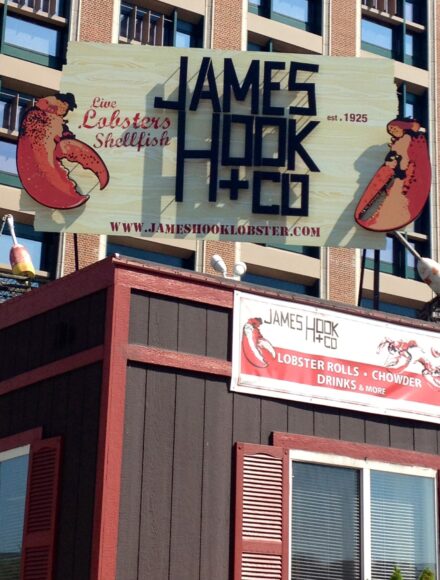 Live
Lobsters
Shellfish
JAMES
HOOK
+CO
est. 1925
WWW.JAMESHOOKLOBSTER.COM
JAMES HOOK
+CO
LOBSTER ROLLS • CHOWDER
DRINKS & MORE